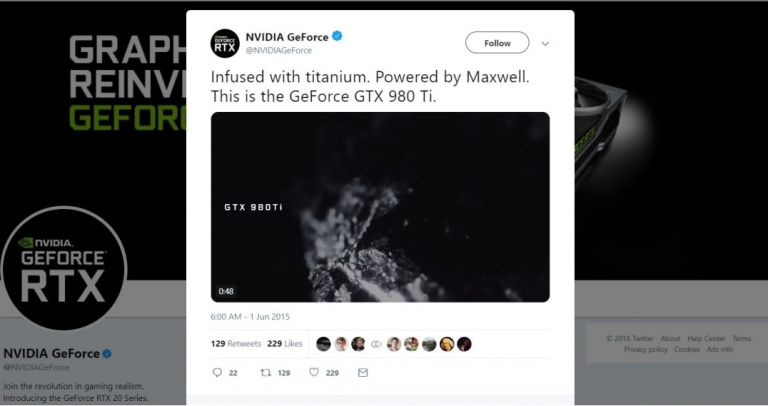 GRAPH
REINV
GEFOR
NVIDIA GeForce
@NVIDIAGeForce
GEFORCE
RTX
Follow
Infused with titanium. Powered by Maxwell.
This is the GeForce GTX 980 Ti.
GTX 980Ti
0:48
6:00 AM - 1 Jun 2015
129 Retweets 229 Likes
22 129 229
NVIDIA.
GEFORCE
RTX
NVIDIA GeForce
@NVIDIAGeForce
Join the revolution in gaming realism.
Introducing the GeForce RTX 20 Series.
© 2018 Twitter About Help Center Terms
Privacy policy Cookies Ads info